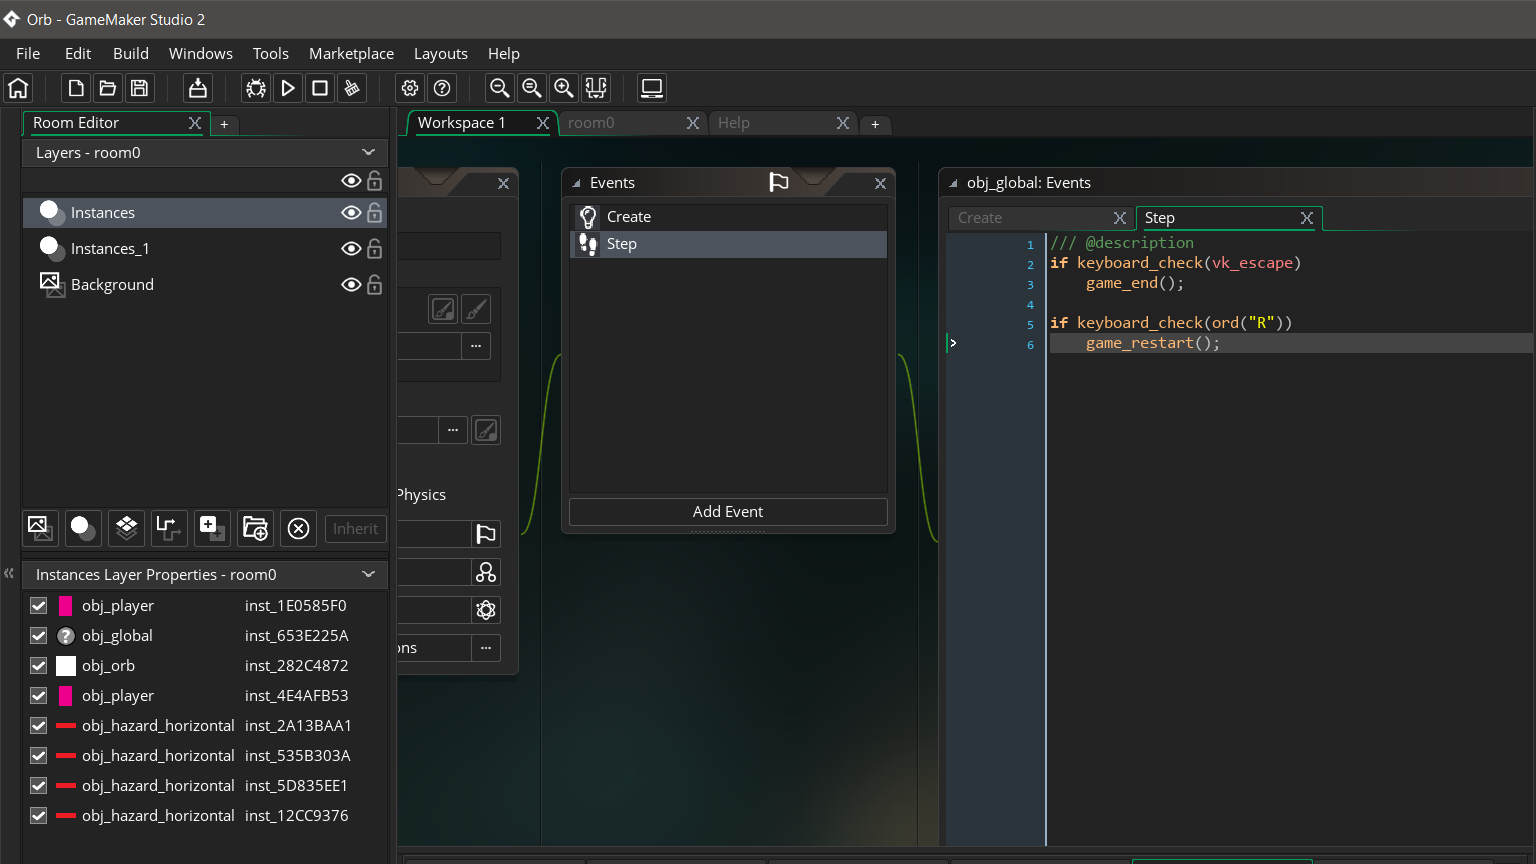 Orb - GameMaker Studio 2
File Edit Build Windows Tools Marketplace Layouts Help
Room Editor
Layers - room0
Instances
Instances_1
Background
Inherit
Instances Layer Properties - room0
obj_player inst_1E0585F0
obj_global inst_653E225A
obj_orb inst_282C4872
obj_player inst_4E4AFB53
obj_hazard_horizontal inst_2A13BAA1
obj_hazard_horizontal inst_535B303A
obj_hazard_horizontal inst_5D835EE1
obj_hazard_horizontal inst_12CC9376
Workspace 1
room0
Help
Physics
ons
Events
Create
Step
Add Event
obj_global: Events
Create
Step
1 /// @description
2 if keyboard_check(vk_escape)
3 game_end();
4
5 if keyboard_check(ord("R"))
6 game_restart();